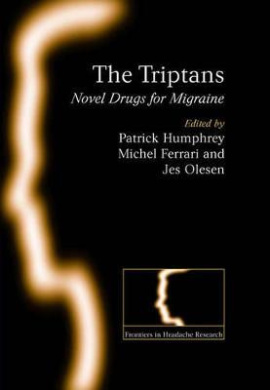 The Triptans
Novel Drugs for Migraine
Edited by
Patrick Humphrey
Michel Ferrari and
Jes Olesen
Frontiers in Headache Research